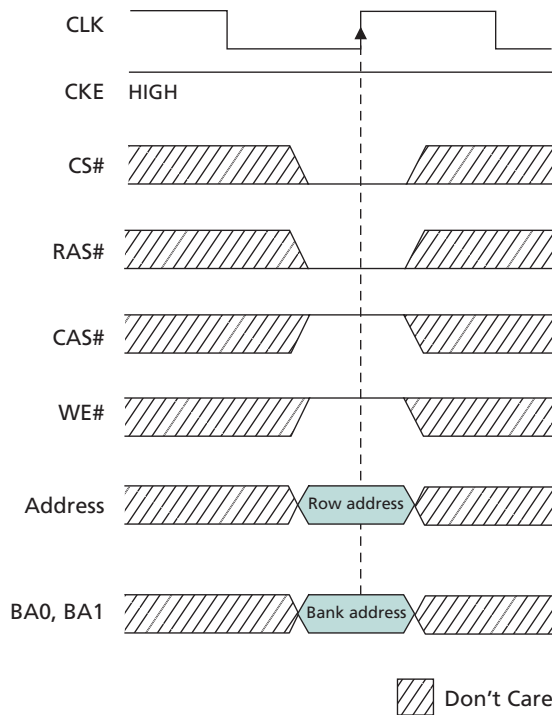 CLK
CKE HIGH
CS#
RAS#
CAS#
WE#
Address Row address
BA0, BA1 Bank address
Don't Care